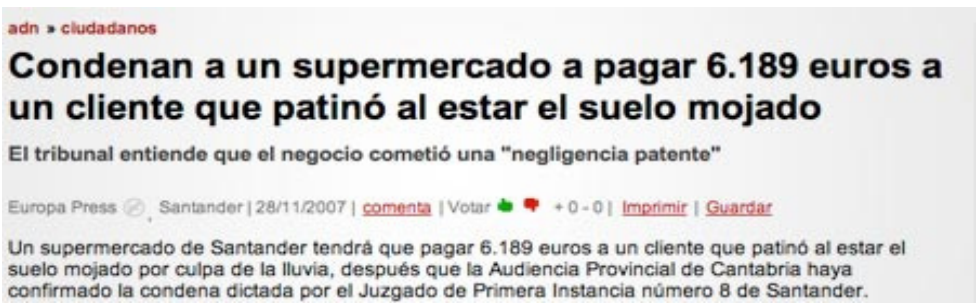 adn » ciudadanos
Condenan a un supermercado a pagar 6.189 euros a
un cliente que patinó al estar el suelo mojado
El tribunal entiende que el negocio cometió una "negligencia patente"
Europa Press , Santander | 28/11/2007 | comenta | Votar + 0 - 0 | Imprimir | Guardar
Un supermercado de Santander tendrá que pagar 6.189 euros a un cliente que patinó al estar el
suelo mojado por culpa de la lluvia, después que la Audiencia Provincial de Cantabria haya
confirmado la condena dictada por el Juzgado de Primera Instancia número 8 de Santander.